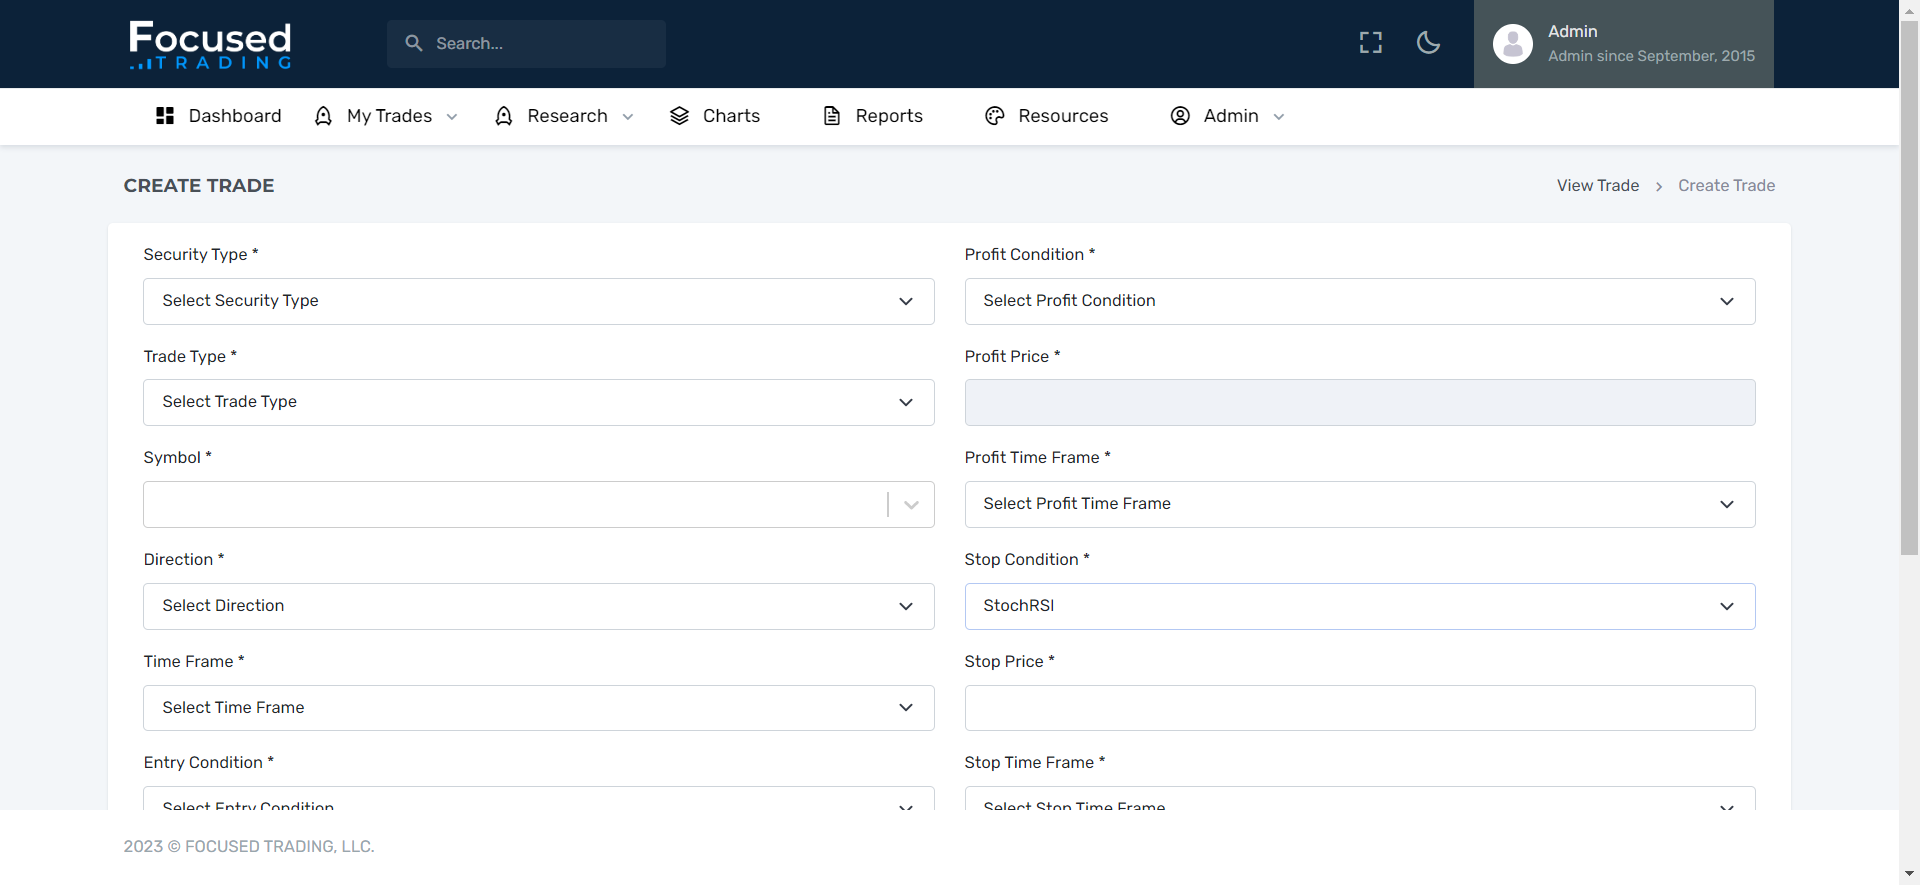 Focused
TRADING
Search...
Admin
Admin since September, 2015
Dashboard
My Trades
Research
Charts
Reports
Resources
Admin
CREATE TRADE
View Trade > Create Trade
Security Type *
Select Security Type
Trade Type *
Select Trade Type
Symbol *
Direction *
Select Direction
Time Frame *
Select Time Frame
Entry Condition *
Select Entry Condition
Profit Condition *
Select Profit Condition
Profit Price *
Profit Time Frame *
Select Profit Time Frame
Stop Condition *
StochRSI
Stop Price *
Stop Time Frame *
Select Stop Time Frame
2023 © FOCUSED TRADING, LLC.